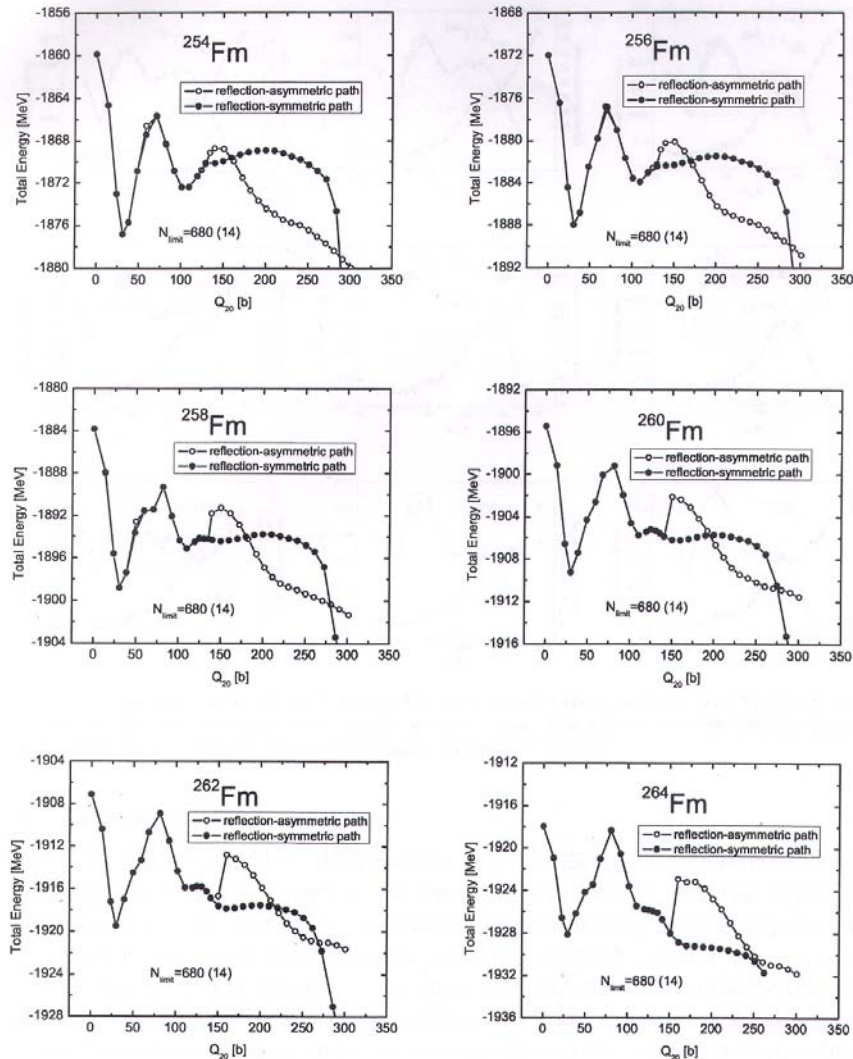 -1856
-1860
-1864
-1868
-1872
-1876
-1880
Total Energy [MeV]
254Fm
reflection-asymmetric path
reflection-symmetric path
Nlimit=680 (14)
0 50 100 150 200 250 300 350
Q20 [b]
-1868
-1872
-1876
-1880
-1884
-1888
-1892
Total Energy [MeV]
256Fm
reflection-asymmetric path
reflection-symmetric path
Nlimit=680 (14)
0 50 100 150 200 250 300 350
Q20 [b]
-1880
-1884
-1888
-1892
-1896
-1900
-1904
Total Energy [MeV]
258Fm
reflection-asymmetric path
reflection-symmetric path
Nlimit=680 (14)
0 50 100 150 200 250 300 350
Q20 [b]
-1892
-1896
-1900
-1904
-1908
-1912
-1916
Total Energy [MeV]
260Fm
reflection-asymmetric path
reflection-symmetric path
Nlimit=680 (14)
0 50 100 150 200 250 300 350
Q20 [b]
-1904
-1908
-1912
-1916
-1920
-1924
-1928
Total Energy [MeV]
262Fm
reflection-asymmetric path
reflection-symmetric path
Nlimit=680 (14)
0 50 100 150 200 250 300 350
Q20 [b]
-1912
-1916
-1920
-1924
-1928
-1932
-1936
Total Energy [MeV]
264Fm
reflection-asymmetric path
reflection-symmetric path
Nlimit=680 (14)
0 50 100 150 200 250 300 350
Q20 [b]